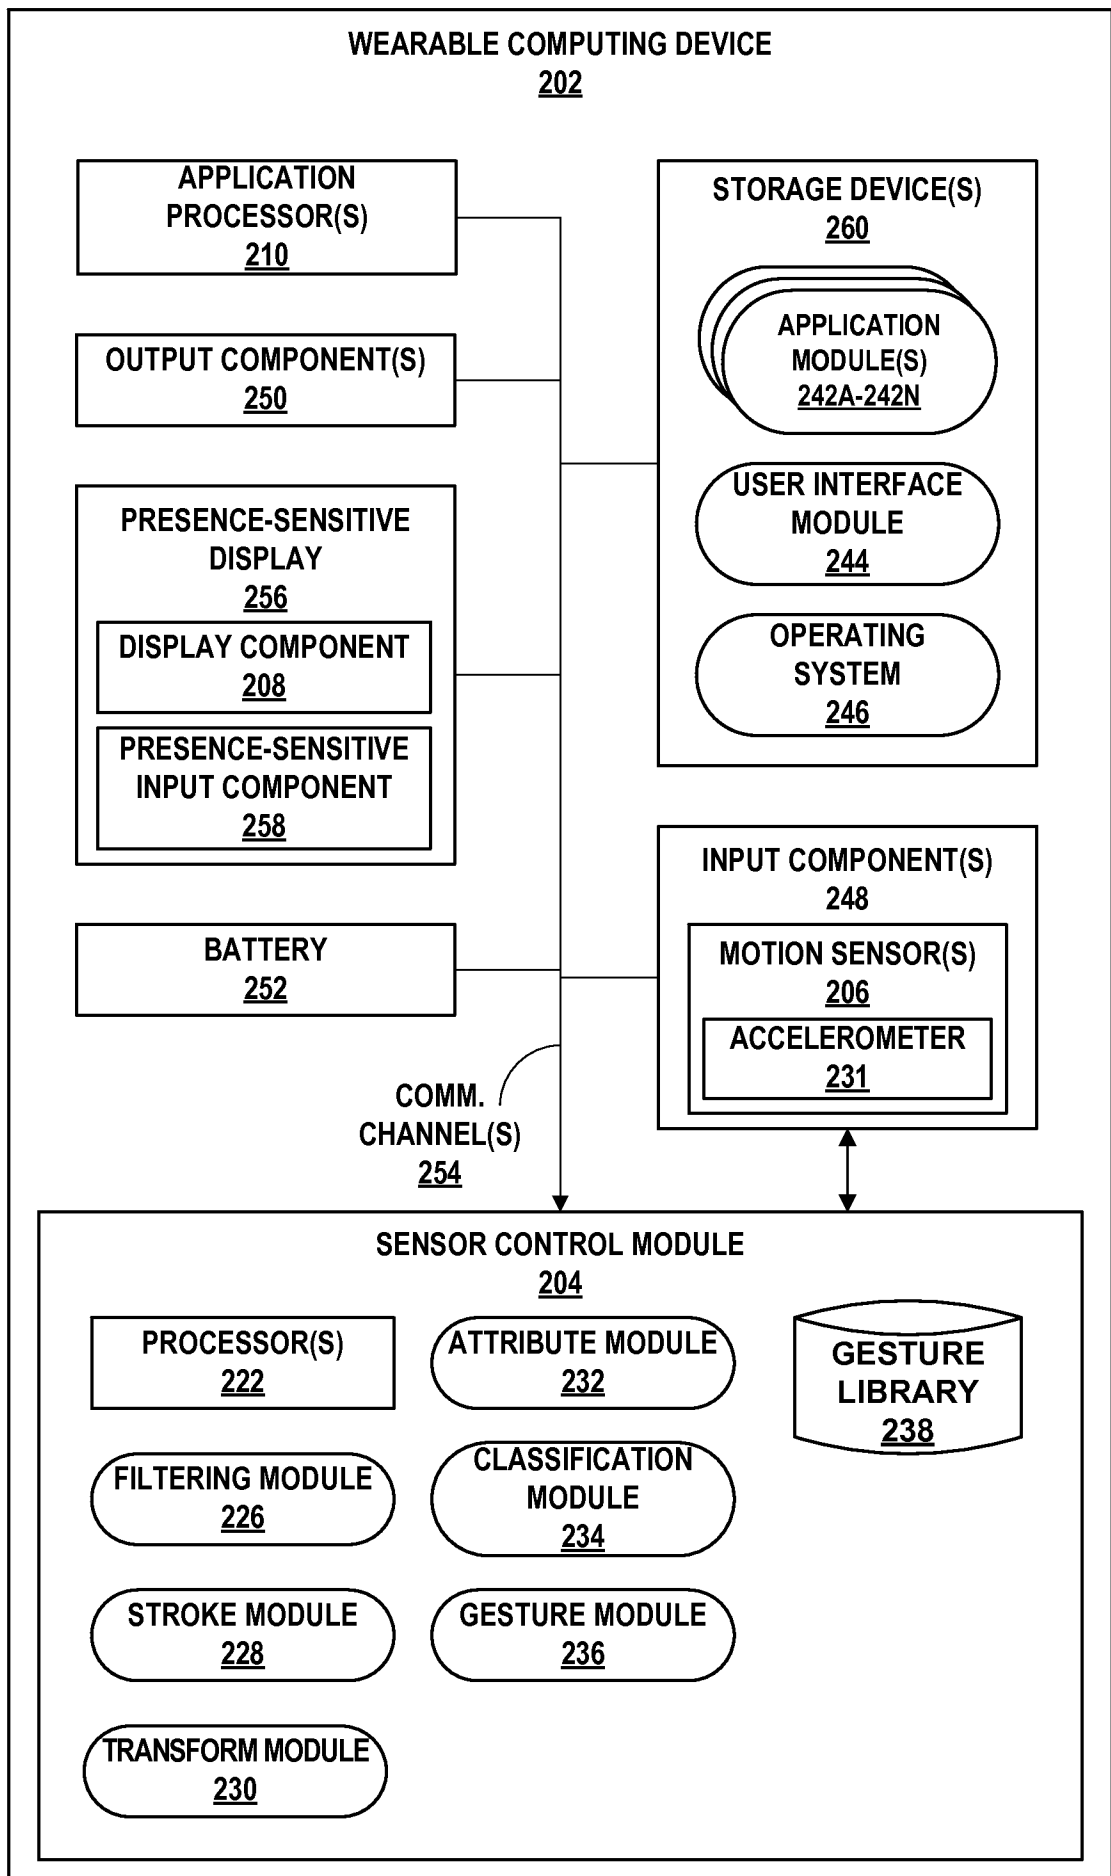 WEARABLE COMPUTING DEVICE
202
APPLICATION
PROCESSOR(S)
210
OUTPUT COMPONENT(S)
250
PRESENCE-SENSITIVE
DISPLAY
256
DISPLAY COMPONENT
208
PRESENCE-SENSITIVE
INPUT COMPONENT
258
BATTERY
252
STORAGE DEVICE(S)
260
APPLICATION
MODULE(S)
242A-242N
USER INTERFACE
MODULE
244
OPERATING
SYSTEM
246
INPUT COMPONENT(S)
248
MOTION SENSOR(S)
206
ACCELEROMETER
231
COMM.
CHANNEL(S)
254
SENSOR CONTROL MODULE
204
PROCESSOR(S)
222
FILTERING MODULE
226
STROKE MODULE
228
TRANSFORM MODULE
230
ATTRIBUTE MODULE
232
CLASSIFICATION
MODULE
234
GESTURE MODULE
236
GESTURE
LIBRARY
238